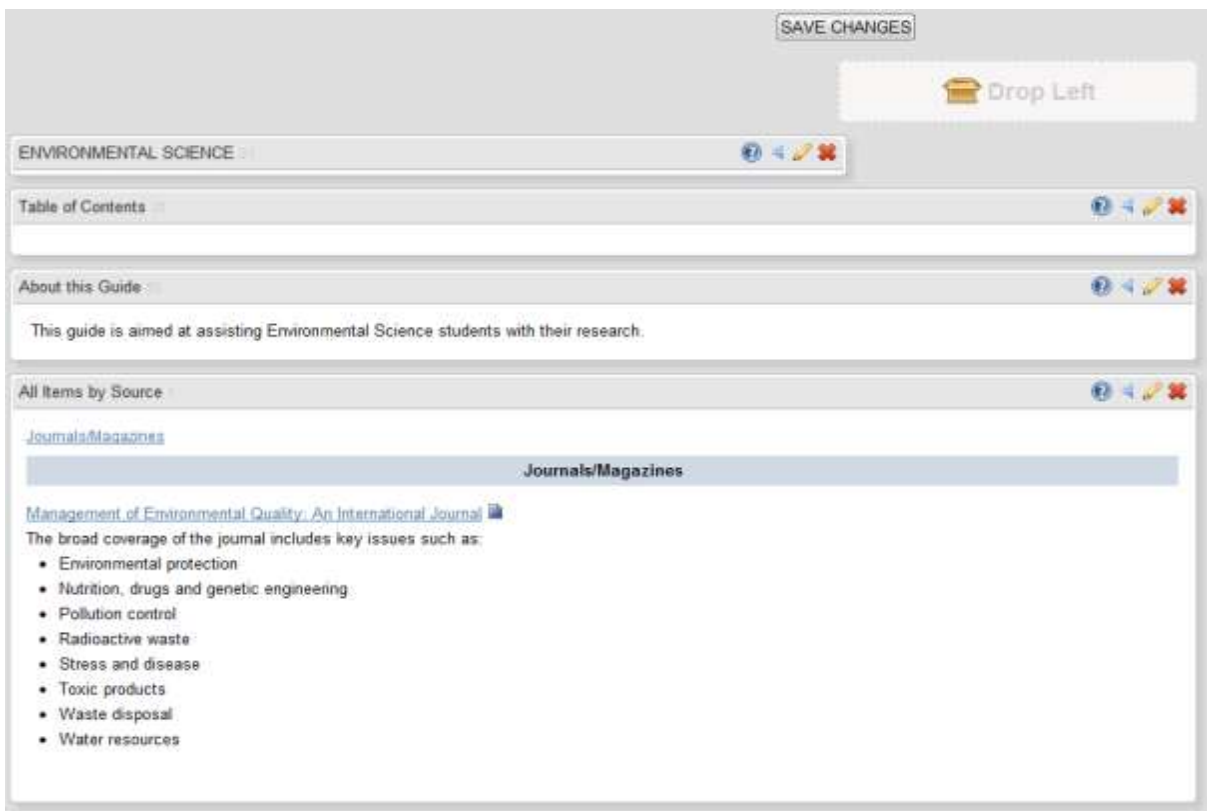 SAVE CHANGES
Drop Left
ENVIRONMENTAL SCIENCE
Table of Contents
About this Guide
This guide is aimed at assisting Environmental Science students with their research.
All Items by Source
Journals/Magazines
Journals/Magazines
Management of Environmental Quality: An International Journal
The broad coverage of the journal includes key issues such as:
• Environmental protection
• Nutrition, drugs and genetic engineering
• Pollution control
• Radioactive waste
• Stress and disease
• Toxic products
• Waste disposal
• Water resources